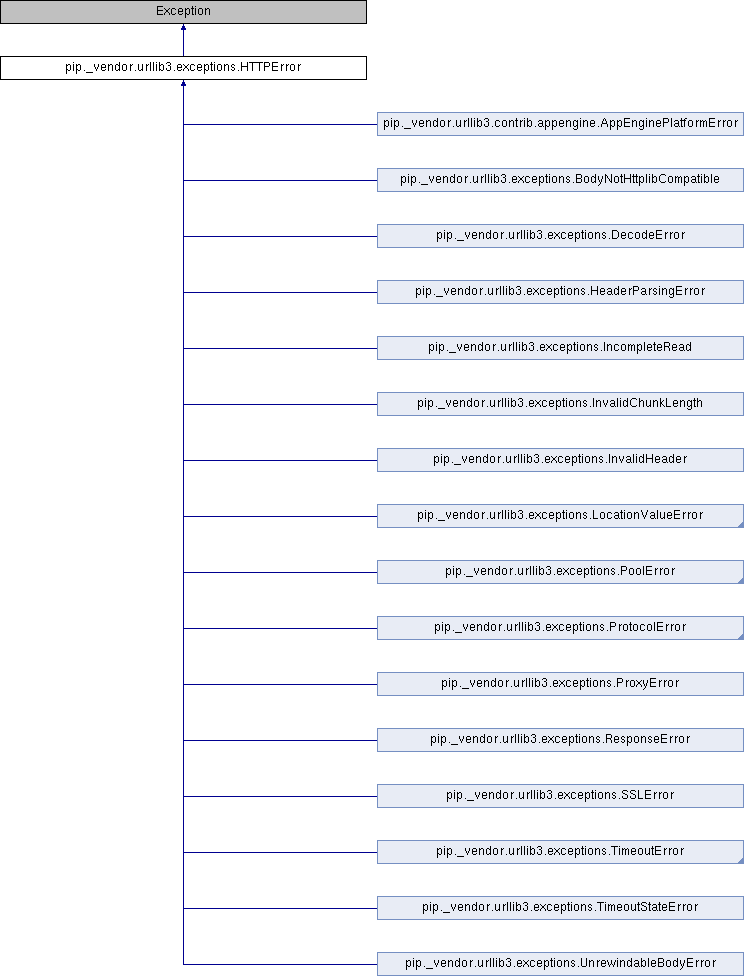 Exception
pip._vendor.urllib3.exceptions.HTTPError
pip._vendor.urllib3.contrib.appengine.AppEnginePlatformError
pip._vendor.urllib3.exceptions.BodyNotHttplibCompatible
pip._vendor.urllib3.exceptions.DecodeError
pip._vendor.urllib3.exceptions.HeaderParsingError
pip._vendor.urllib3.exceptions.IncompleteRead
pip._vendor.urllib3.exceptions.InvalidChunkLength
pip._vendor.urllib3.exceptions.InvalidHeader
pip._vendor.urllib3.exceptions.LocationValueError
pip._vendor.urllib3.exceptions.PoolError
pip._vendor.urllib3.exceptions.ProtocolError
pip._vendor.urllib3.exceptions.ProxyError
pip._vendor.urllib3.exceptions.ResponseError
pip._vendor.urllib3.exceptions.SSLError
pip._vendor.urllib3.exceptions.TimeoutError
pip._vendor.urllib3.exceptions.TimeoutStateError
pip._vendor.urllib3.exceptions.UnrewindableBodyError